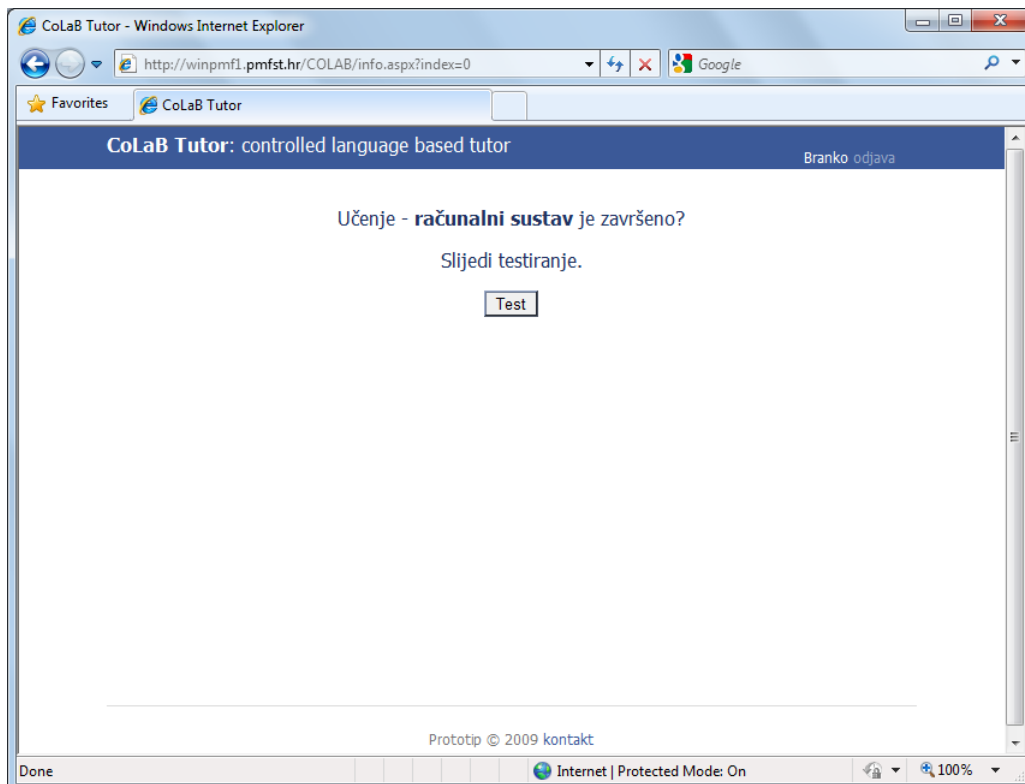 CoLaB Tutor - Windows Internet Explorer
http://winpmf1.pmfst.hr/COLAB/info.aspx?index=0
Google
Favorites
CoLaB Tutor
CoLaB Tutor: controlled language based tutor
Branko odjava
Učenje - računalni sustav je završeno?
Slijedi testiranje.
Test
Prototip © 2009 kontakt
Done
Internet | Protected Mode: On
100%